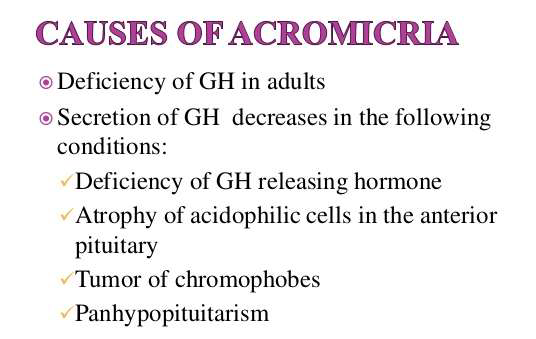 CAUSES OF ACROMICRIA
Deficiency of GH in adults
Secretion of GH decreases in the following
conditions:
Deficiency of GH releasing hormone
Atrophy of acidophilic cells in the anterior
pituitary
Tumor of chromophobes
Panhypopituitarism